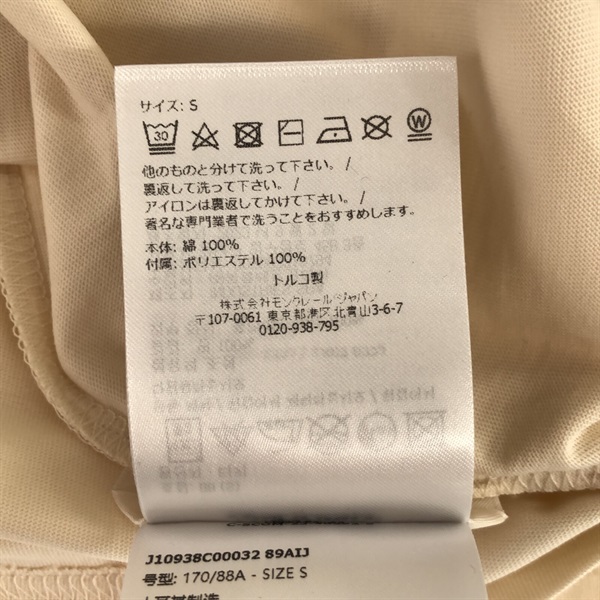 サイズ: S
30
W
他のものと分けて洗って下さい。/
裏返して洗って下さい。/
アイロンは裏返してかけて下さい。/
著名な専門業者で洗うことをおすすめします。
本体: 綿 100%
付属: ポリエステル 100%
トルコ製
株式会社モンクレール ジャパン
〒107-0061 東京都港区北青山3-6-7
0120-938-795
J10938C00032 89AIJ
号型: 170/88A - SIZE S
土耳其制造